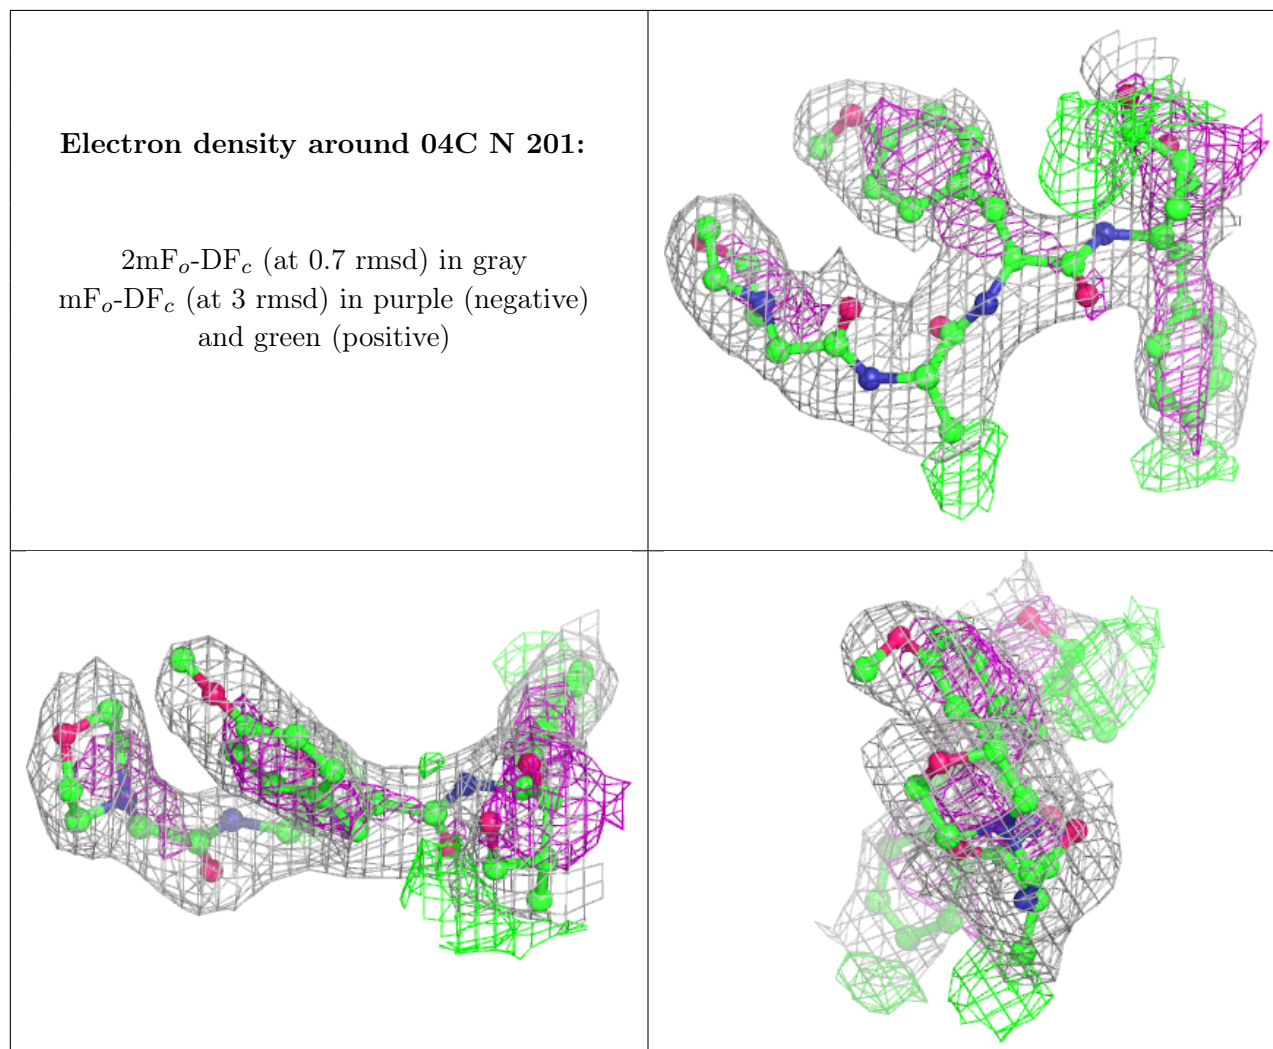 Electron density around 04C N 201:
2mFo-DFc (at 0.7 rmsd) in gray
mFo-DFc (at 3 rmsd) in purple (negative)
and green (positive)